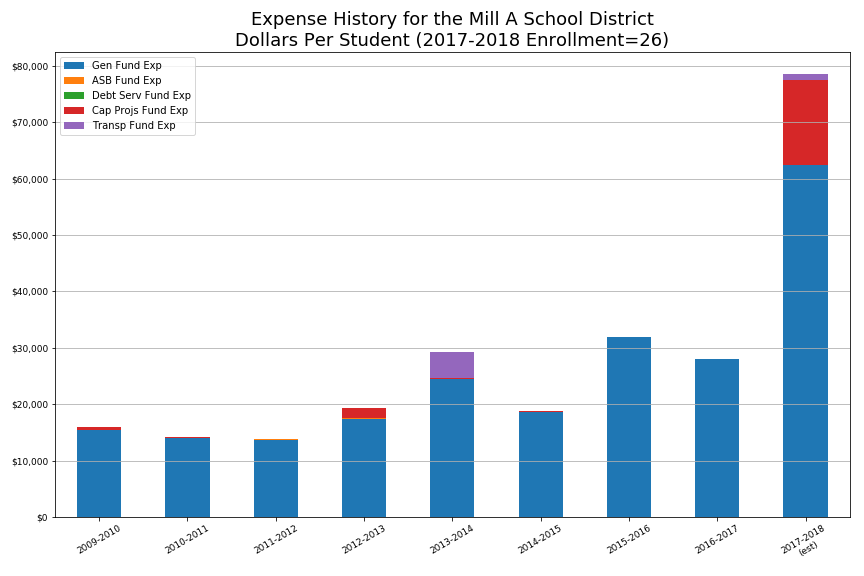 Expense History for the Mill A School District
Dollars Per Student (2017-2018 Enrollment=26)
Gen Fund Exp
ASB Fund Exp
Debt Serv Fund Exp
Cap Projs Fund Exp
Transp Fund Exp
$80,000
$70,000
$60,000
$50,000
$40,000
$30,000
$20,000
$10,000
$0
2009-2010
2010-2011
2011-2012
2012-2013
2013-2014
2014-2015
2015-2016
2016-2017
2017-2018
(est)